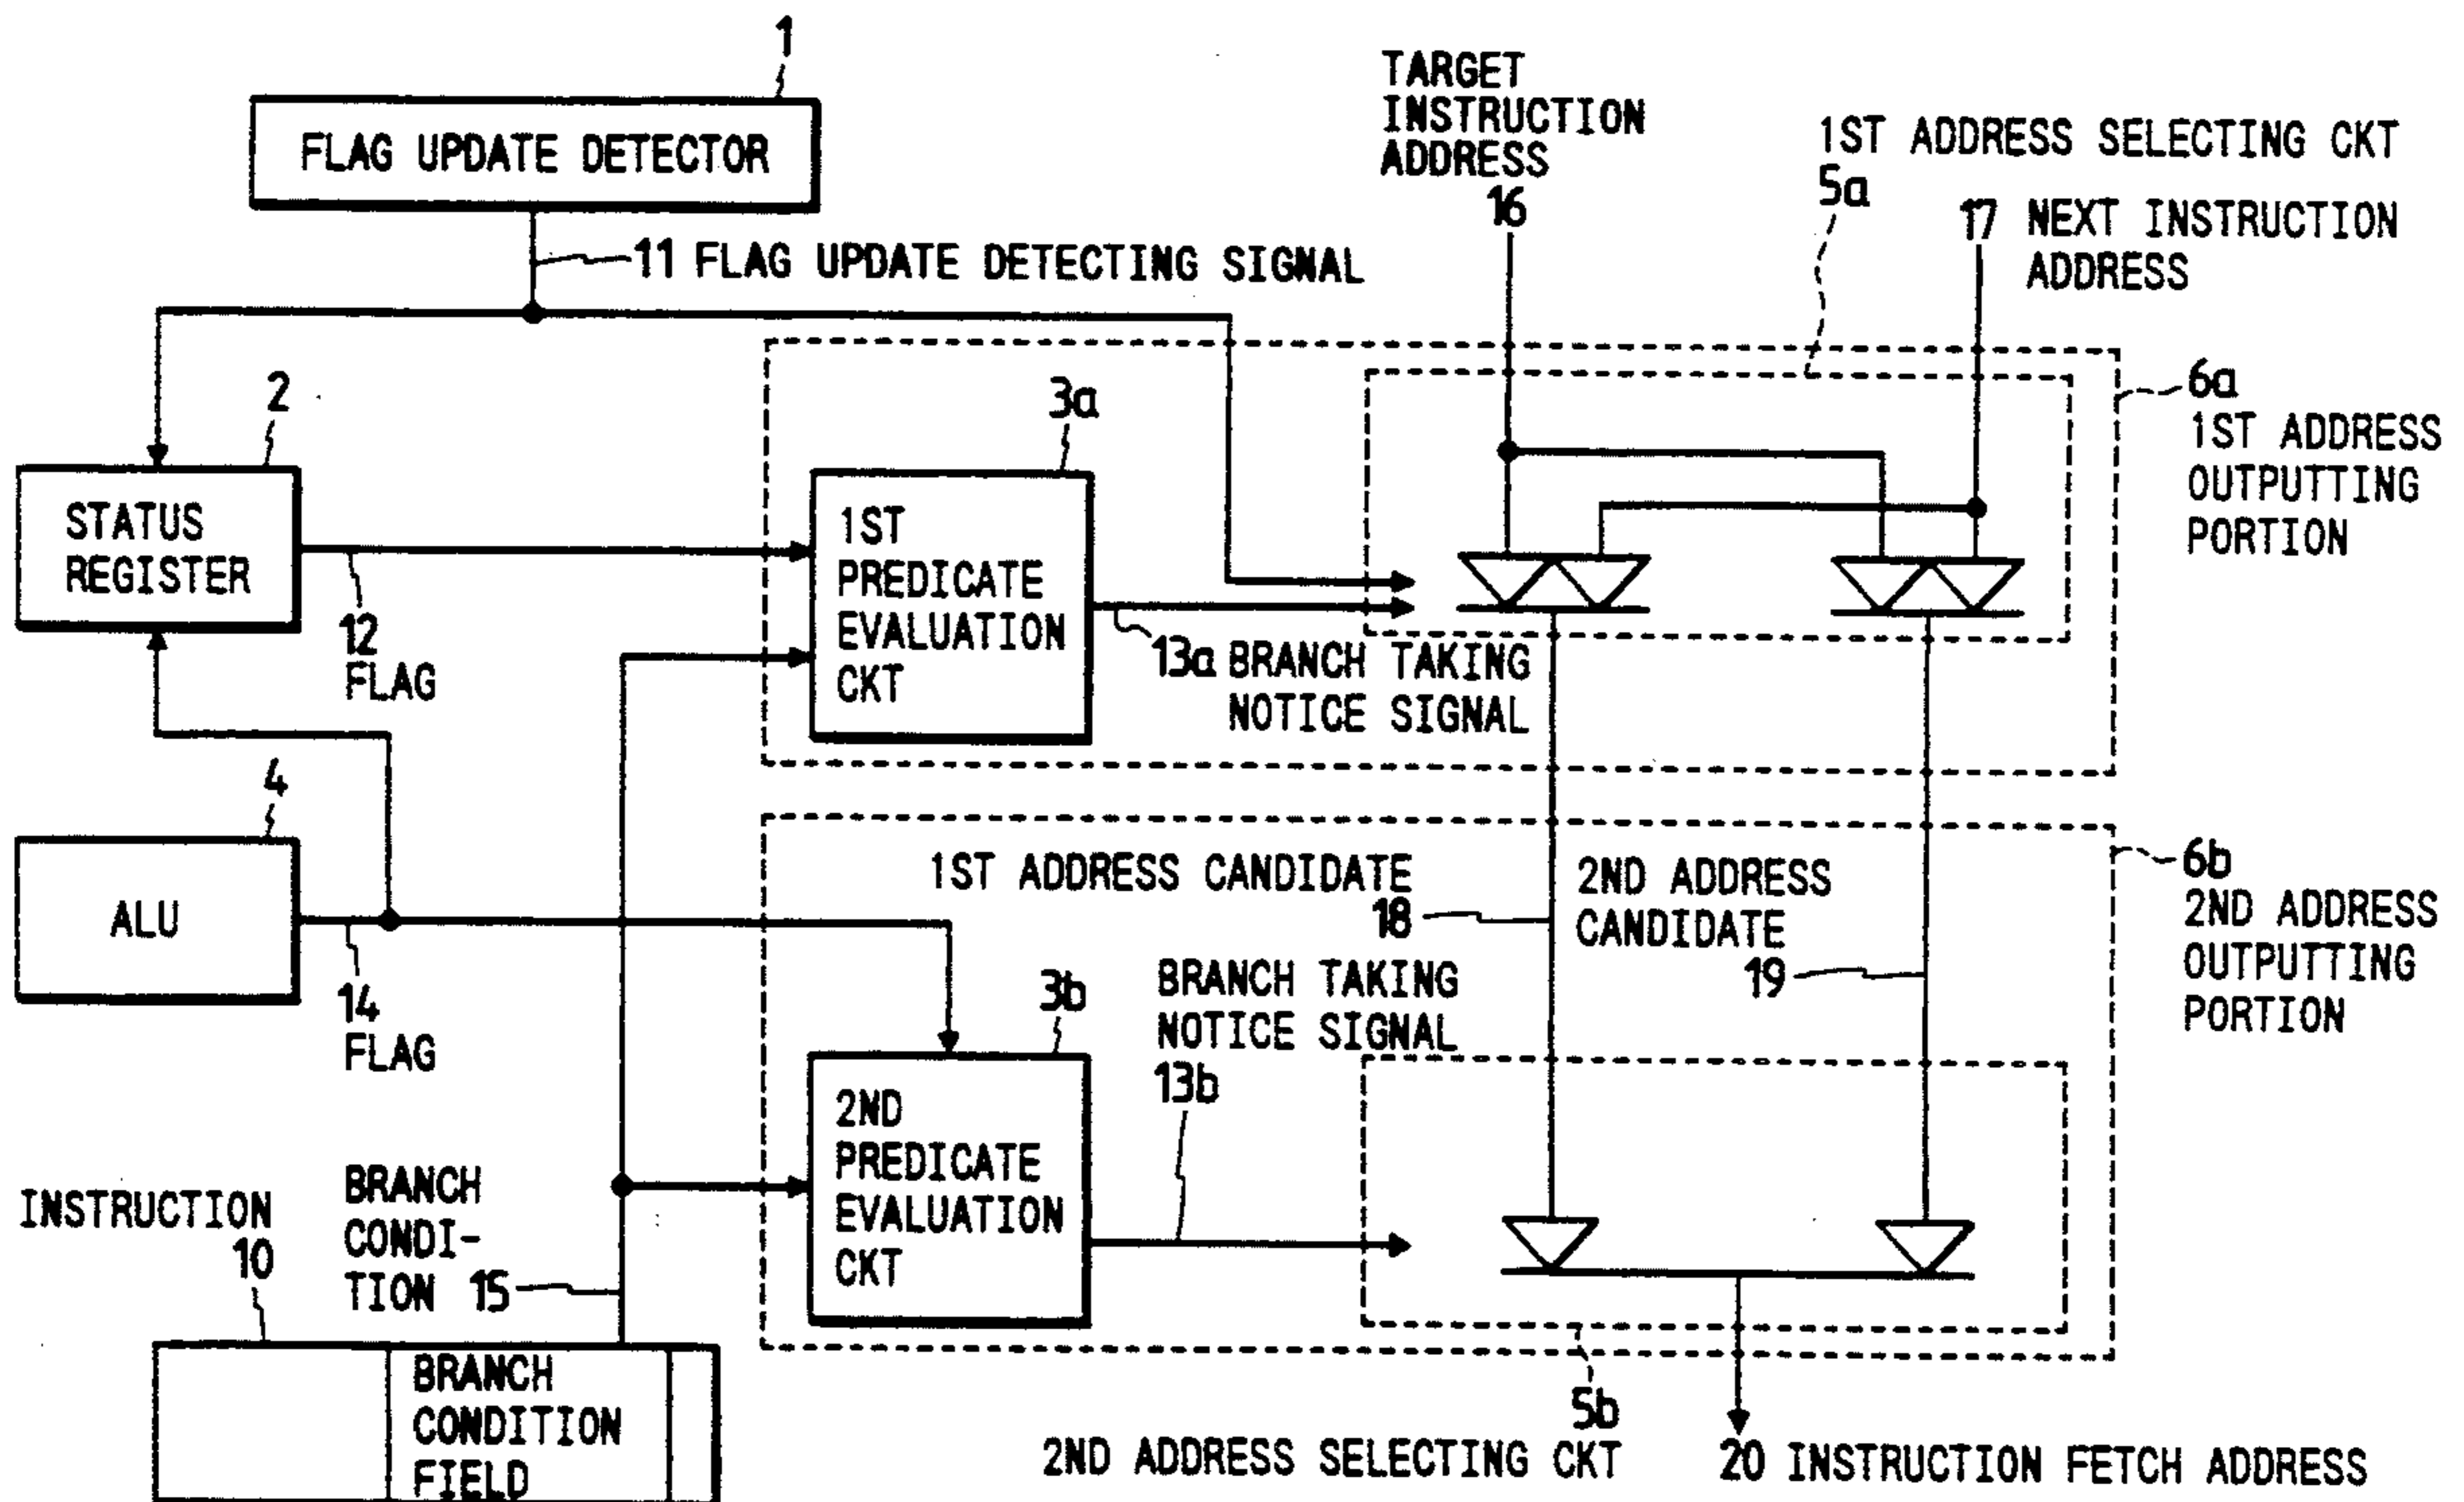 1
FLAG UPDATE DETECTOR
11 FLAG UPDATE DETECTING SIGNAL
TARGET
INSTRUCTION
ADDRESS
16
1ST ADDRESS SELECTING CKT
5a
17 NEXT INSTRUCTION
ADDRESS
2
STATUS
REGISTER
12
FLAG
3a
1ST
PREDICATE
EVALUATION
CKT
13a BRANCH TAKING
NOTICE SIGNAL
6a
1ST ADDRESS
OUTPUTTING
PORTION
4
ALU
14
FLAG
1ST ADDRESS CANDIDATE
18
2ND ADDRESS
CANDIDATE
19
6b
2ND ADDRESS
OUTPUTTING
PORTION
BRANCH TAKING
NOTICE SIGNAL
13b
3b
2ND
PREDICATE
EVALUATION
CKT
INSTRUCTION
10
BRANCH
CONDI-
TION 15
BRANCH
CONDITION
FIELD
5b
2ND ADDRESS SELECTING CKT
20 INSTRUCTION FETCH ADDRESS